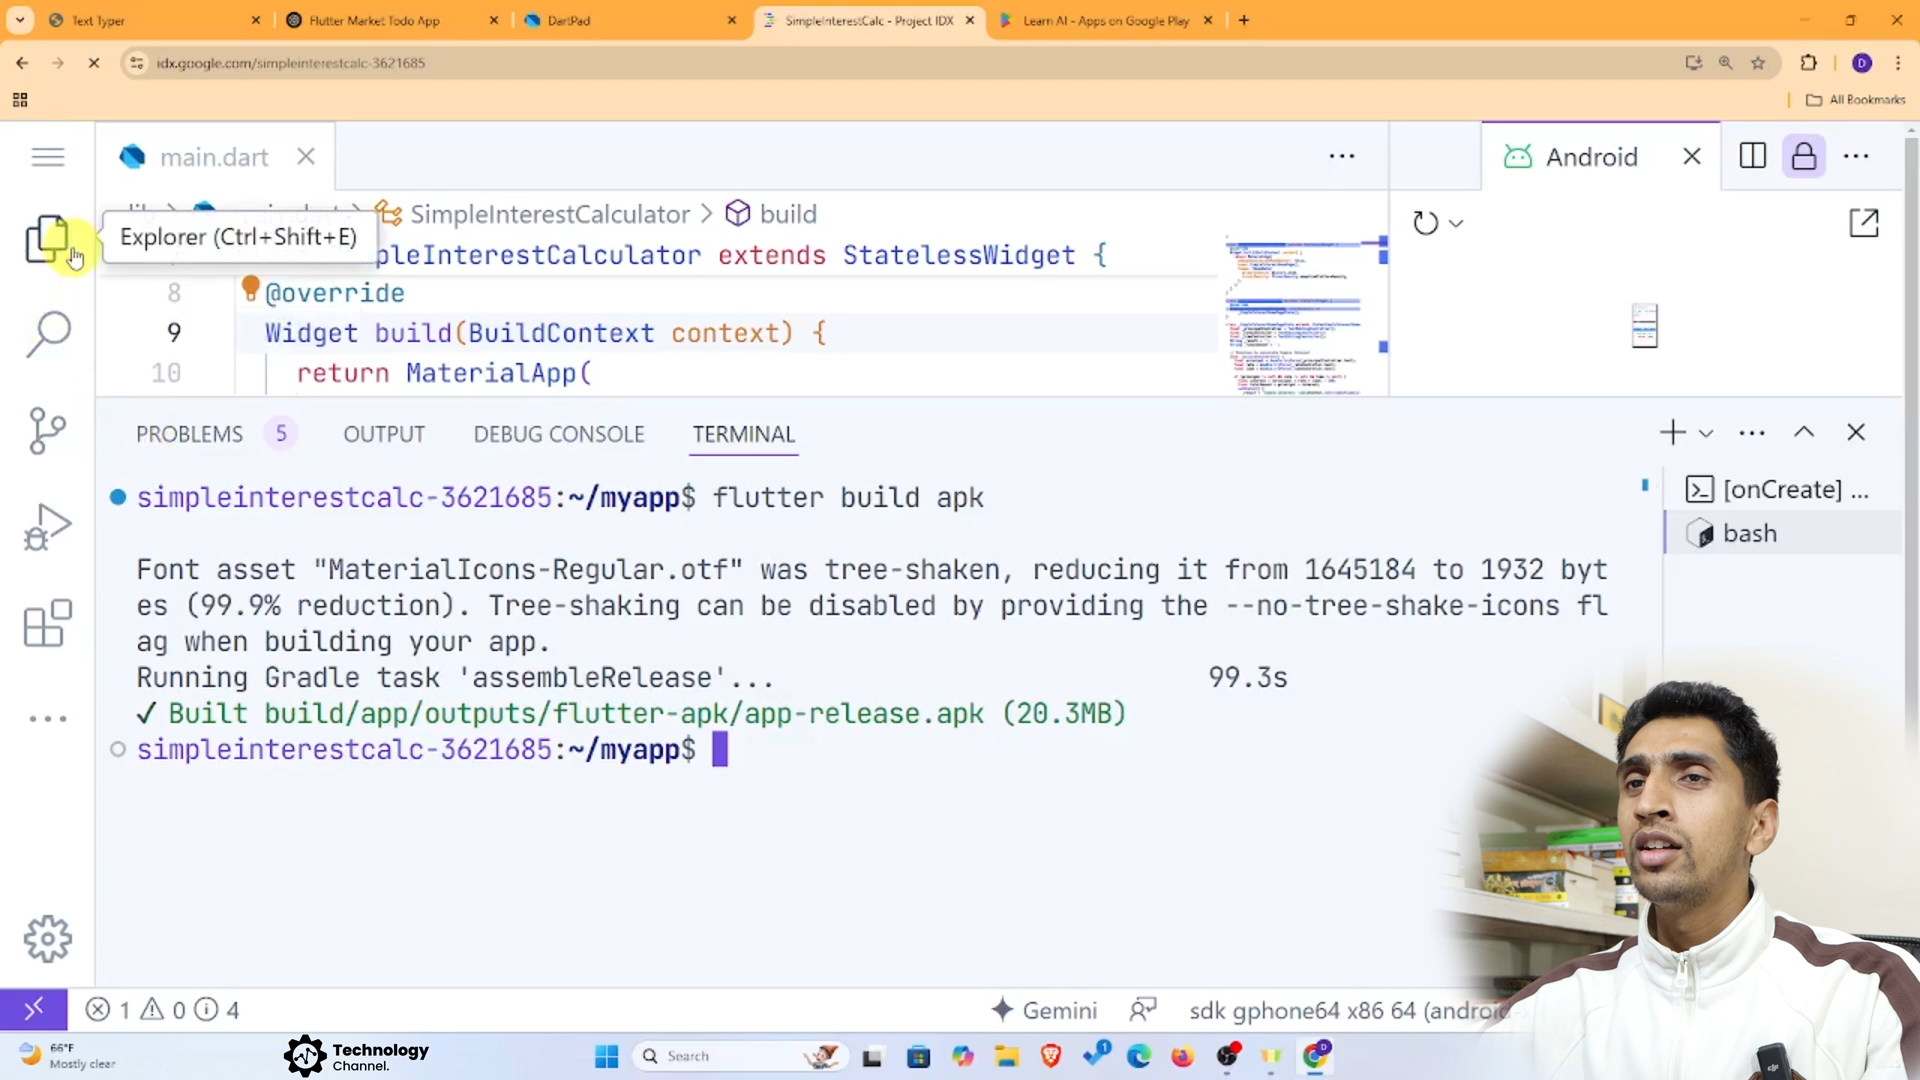 Text Typer
Flutter Market Todo App
DartPad
SimpleInterestCalc - Project IDX
Learn AI - Apps on Google Play
idx.google.com/simpleinterestcalc-3621685
All Bookmarks
main.dart
Android
SimpleInterestCalculator > build
Explorer (Ctrl+Shift+E)
pleInterestCalculator extends StatelessWidget {
8 @override
9 Widget build(BuildContext context) {
10 return MaterialApp(
PROBLEMS 5 OUTPUT DEBUG CONSOLE TERMINAL
simpleinterestcalc-3621685:~/myapp$ flutter build apk
[onCreate] ...
bash
Font asset "MaterialIcons-Regular.otf" was tree-shaken, reducing it from 1645184 to 1932 byt
es (99.9% reduction). Tree-shaking can be disabled by providing the --no-tree-shake-icons fl
ag when building your app.
Running Gradle task 'assembleRelease'... 99.3s
✓ Built build/app/outputs/flutter-apk/app-release.apk (20.3MB)
simpleinterestcalc-3621685:~/myapp$
1 0 4
Gemini
sdk gphone64 x86 64 (android-
66°F
Mostly clear
Technology
Channel.
Search